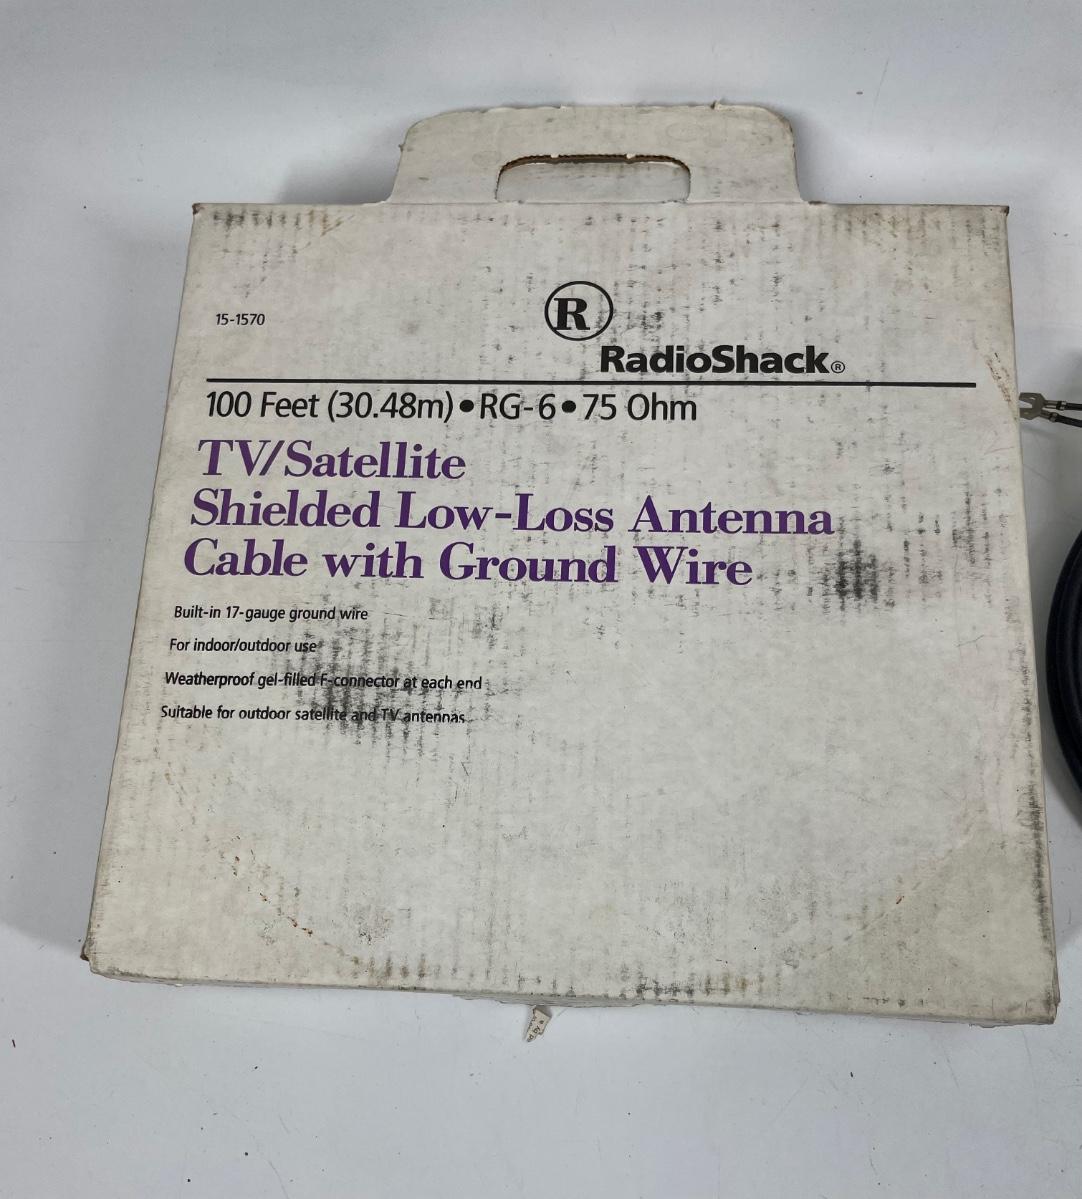 15-1570
R
RadioShack®
100 Feet (30.48m)•RG-6•75 Ohm
TV/Satellite
Shielded Low-Loss Antenna
Cable with Ground Wire
Built-in 17-gauge ground wire
For indoor/outdoor use
Weatherproof gel-filled F-connector at each end
Suitable for outdoor satellite and TV antennas